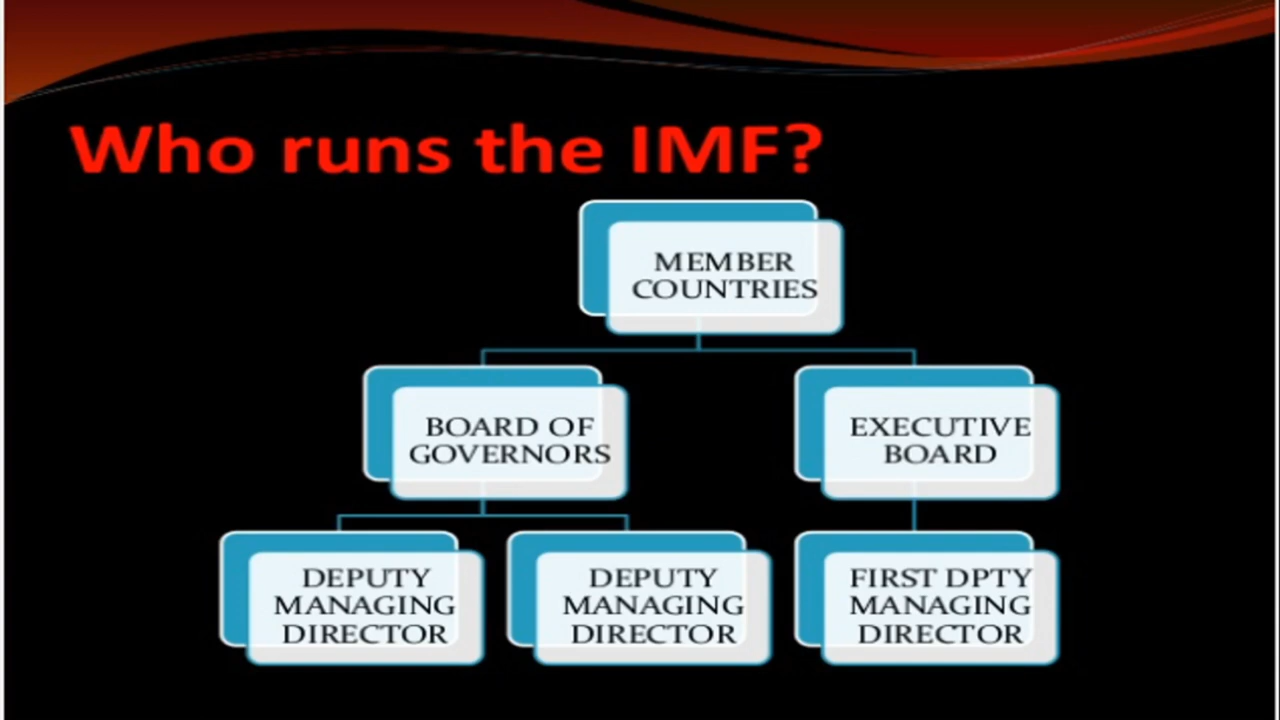 Who runs the IMF?
MEMBER
COUNTRIES
BOARD OF
GOVERNORS
EXECUTIVE
BOARD
DEPUTY
MANAGING
DIRECTOR
DEPUTY
MANAGING
DIRECTOR
FIRST DPTY
MANAGING
DIRECTOR